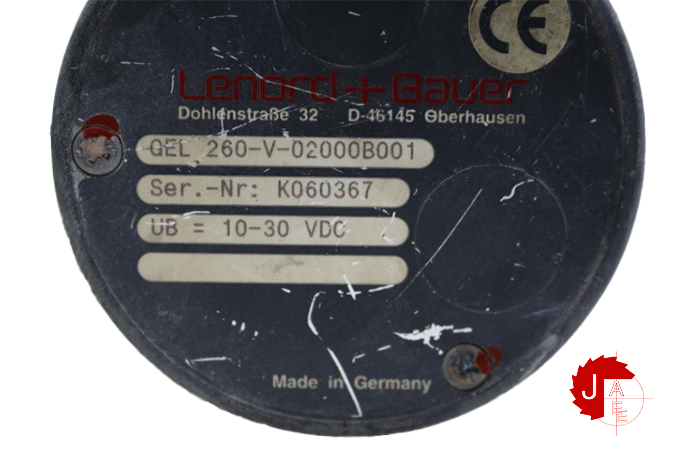 CE
Lenord+Bauer
Dohlenstraße 32 D-46145 Oberhausen
GEL 260-V-02000B001
Ser.-Nr: K060367
UB = 10-30 VDC
Made in Germany
J
A
E
E